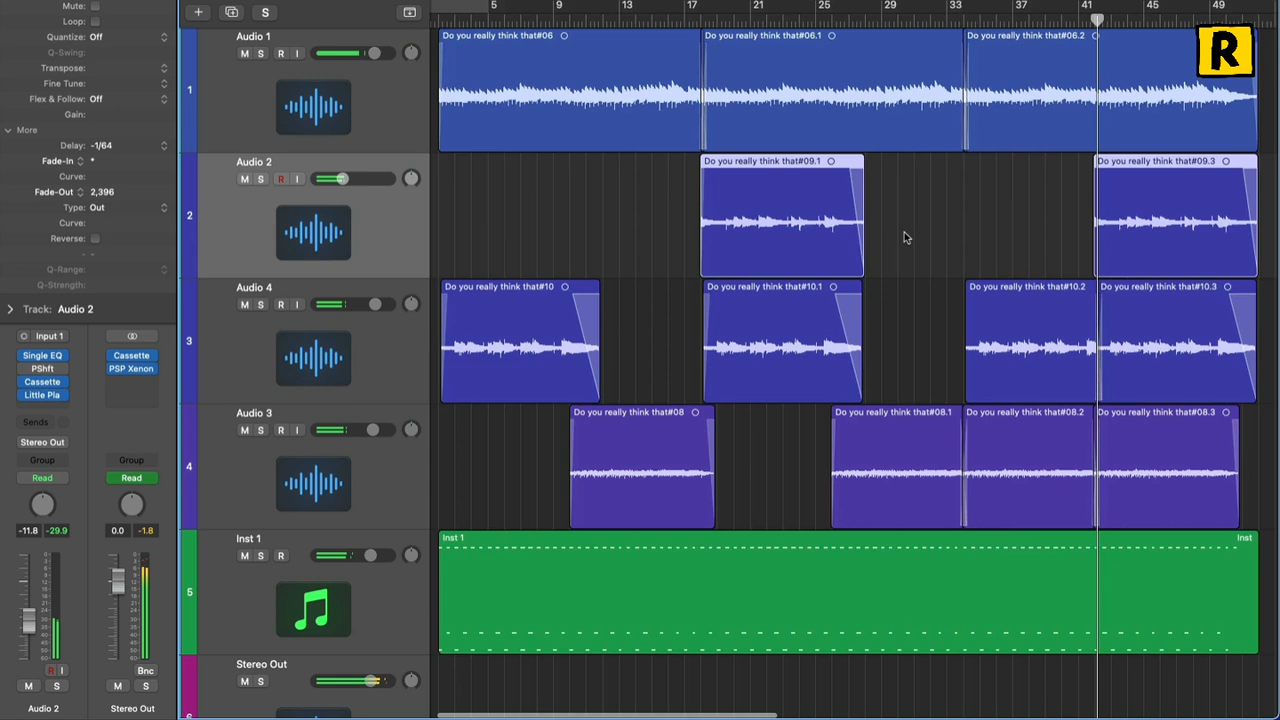 Mute:
Loop:
Quantize: Off
Q-Swing:
Transpose:
Fine Tune:
Flex & Follow: Off
Gain:
More
Delay: -1/64
Fade-In
Curve:
Fade-Out 2,396
Type: Out
Curve:
Reverse:
Q-Range:
Q-Strength:
Track: Audio 2
Input 1
Single EQ Cassette
PShft PSP Xenon
Cassette
Little Pla
Sends
Stereo Out
Group Group
Read Read
-11.8 -29.9 0.0 -1.8
R I Bnc
M S M S
Audio 2 Stereo Out
S
5 9 13 17 21 25 29 33 37 41 45 49
R
1
Audio 1
M S R I
Do you really think that#06 Do you really think that#06.1 Do you really think that#06.2
2
Audio 2
M S R I
Do you really think that#09.1 Do you really think that#09.3
3
Audio 4
M S R I
Do you really think that#10 Do you really think that#10.1 Do you really think that#10.2 Do you really think that#10.3
4
Audio 3
M S R I
Do you really think that#08 Do you really think that#08.1 Do you really think that#08.2 Do you really think that#08.3
5
Inst 1
M S R
Inst 1 Inst
Stereo Out
M S